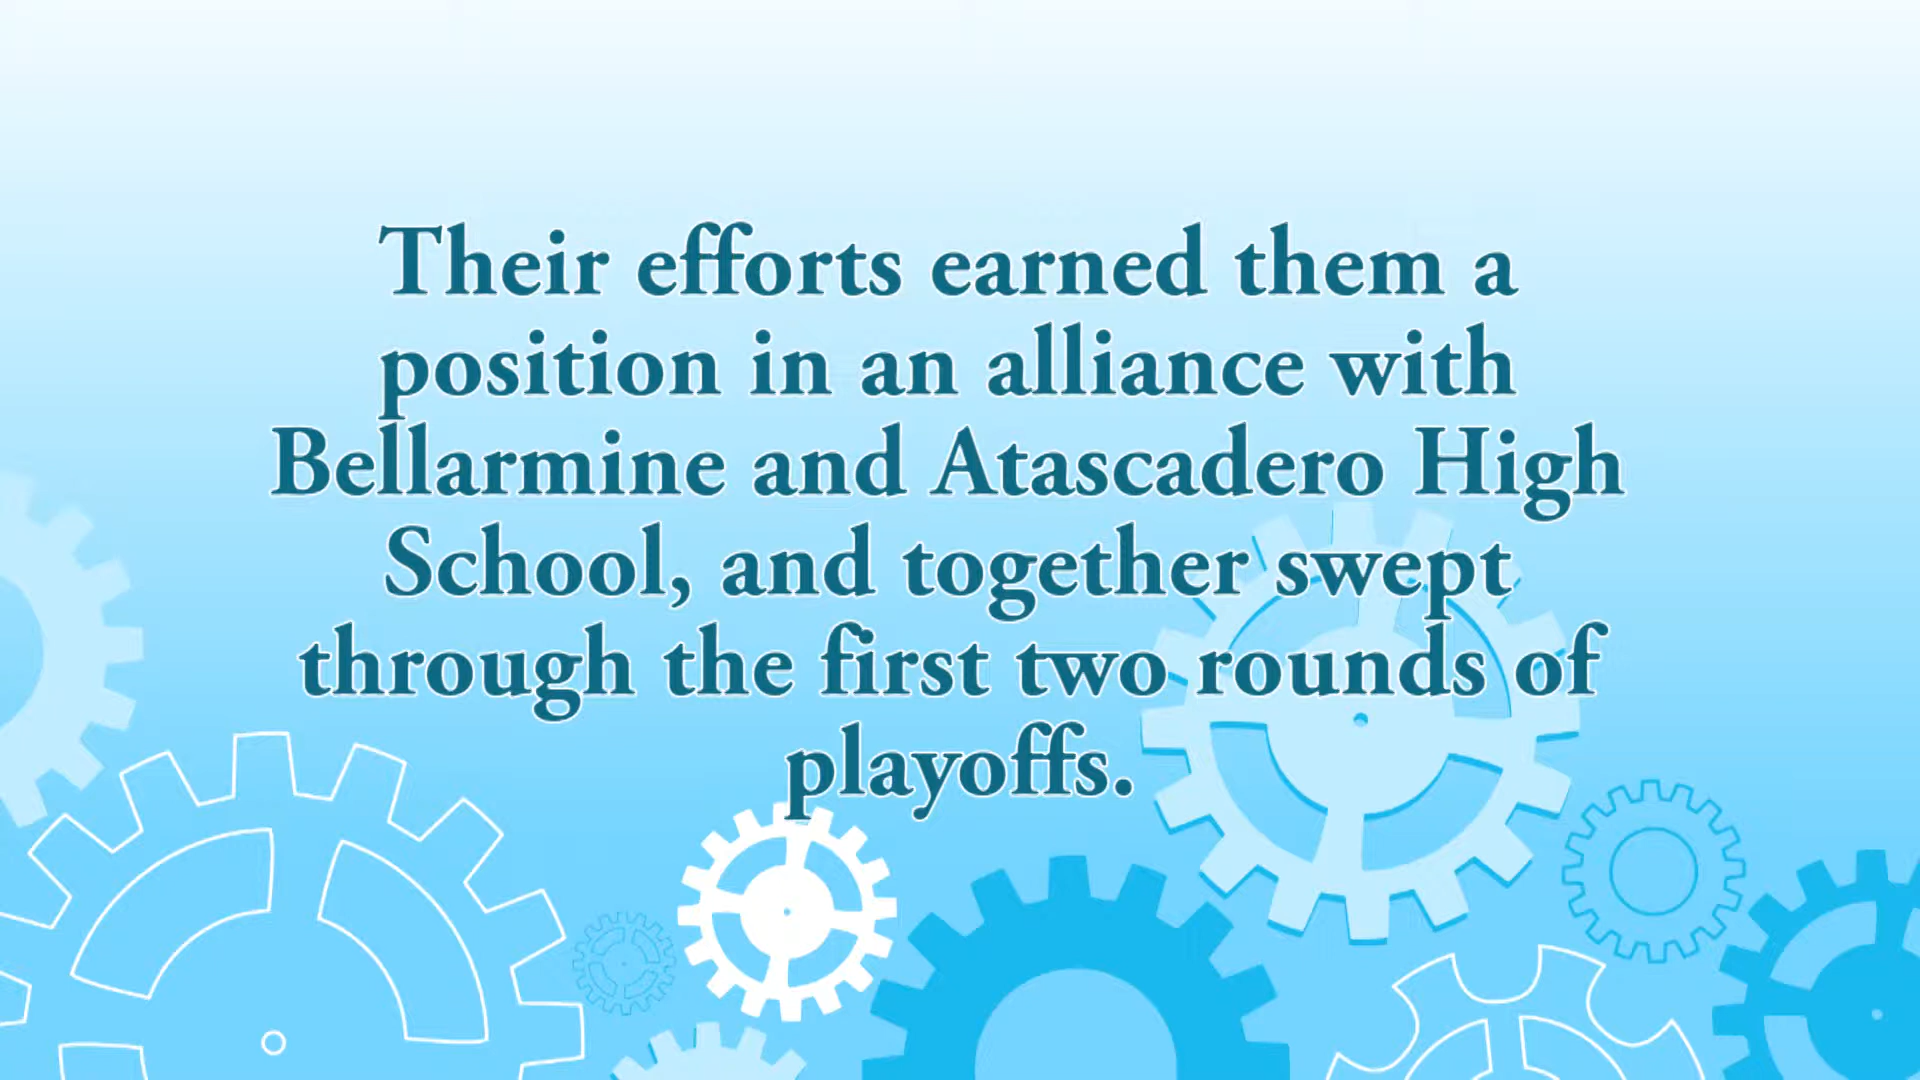 Their efforts earned them a
position in an alliance with
Bellarmine and Atascadero High
School, and together swept
through the first two rounds of
playoffs.